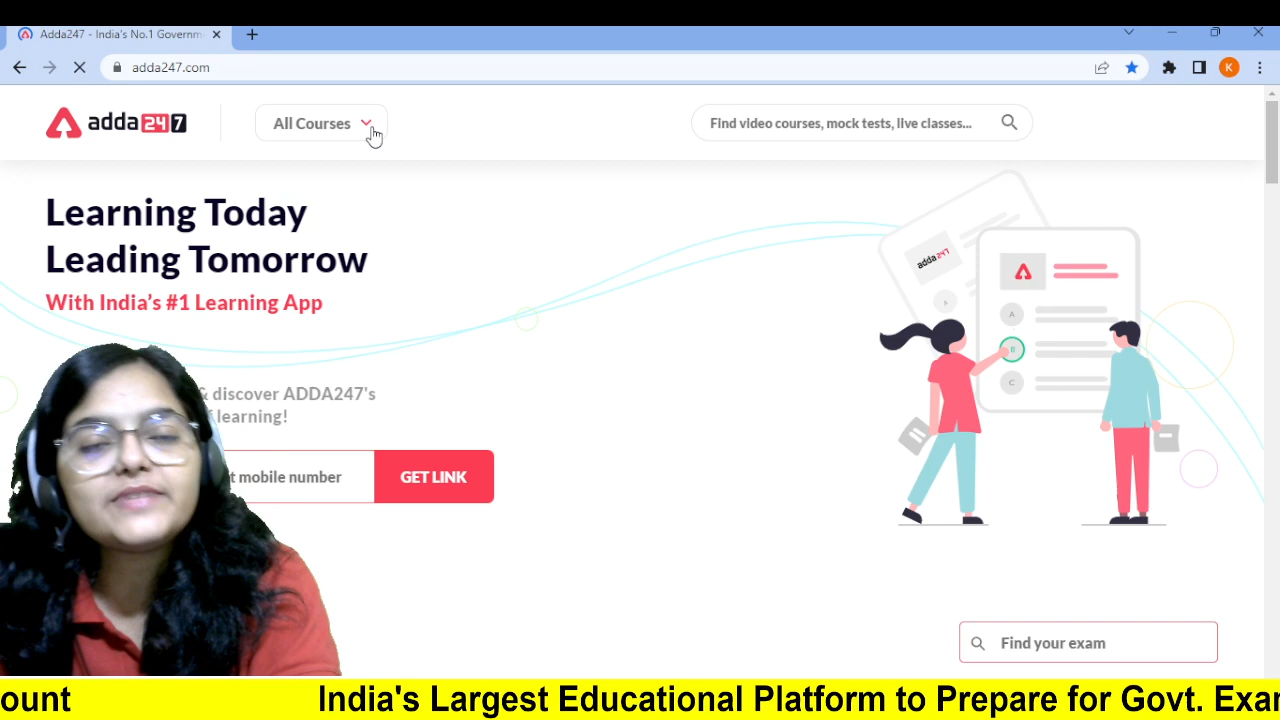 Adda247 - India's No.1 Governm
adda247.com
K
adda247
All Courses
Find video courses, mock tests, live classes...
Learning Today
Leading Tomorrow
With India's #1 Learning App
& discover ADDA247's
learning!
t mobile number
GET LINK
adda247
A
A
B
C
Find your exam
ount India's Largest Educational Platform to Prepare for Govt. Exa